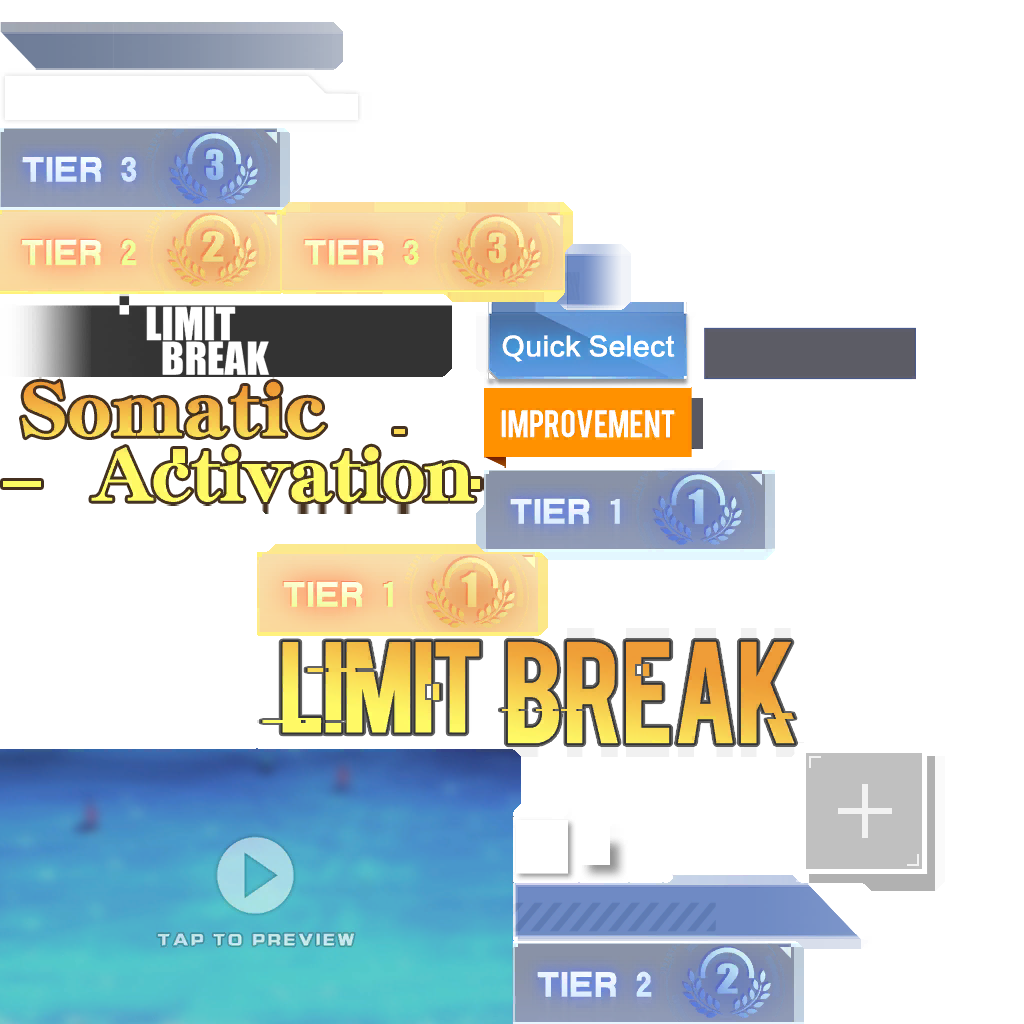 TIER 3 3
TIER 2 2
TIER 3 3
LIMIT
BREAK
Quick Select
Somatic
Activation
IMPROVEMENT
TIER 1 1
TIER 1 1
LIMIT BREAK
TAP TO PREVIEW
TIER 2 2